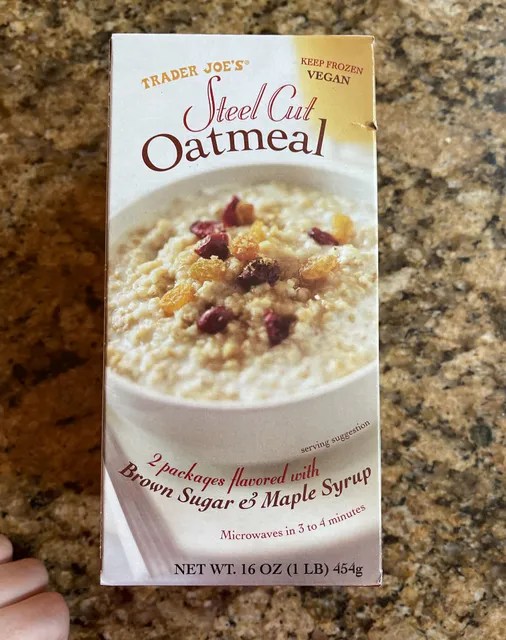 TRADER JOE'S®
KEEP FROZEN
VEGAN
Steel Cut
Oatmeal
serving suggestion
2 packages flavored with
Brown Sugar & Maple Syrup
Microwaves in 3 to 4 minutes
NET WT. 16 OZ (1 LB) 454g